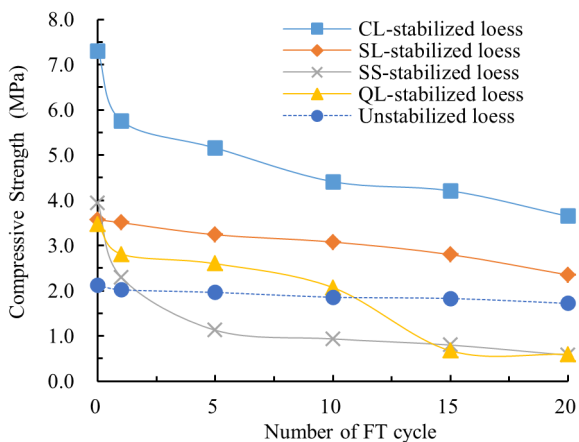 CL-stabilized loess
SL-stabilized loess
SS-stabilized loess
QL-stabilized loess
Unstabilized loess
Compressive Strength (MPa)
8.0
7.0
6.0
5.0
4.0
3.0
2.0
1.0
0.0
0 5 10 15 20
Number of FT cycle